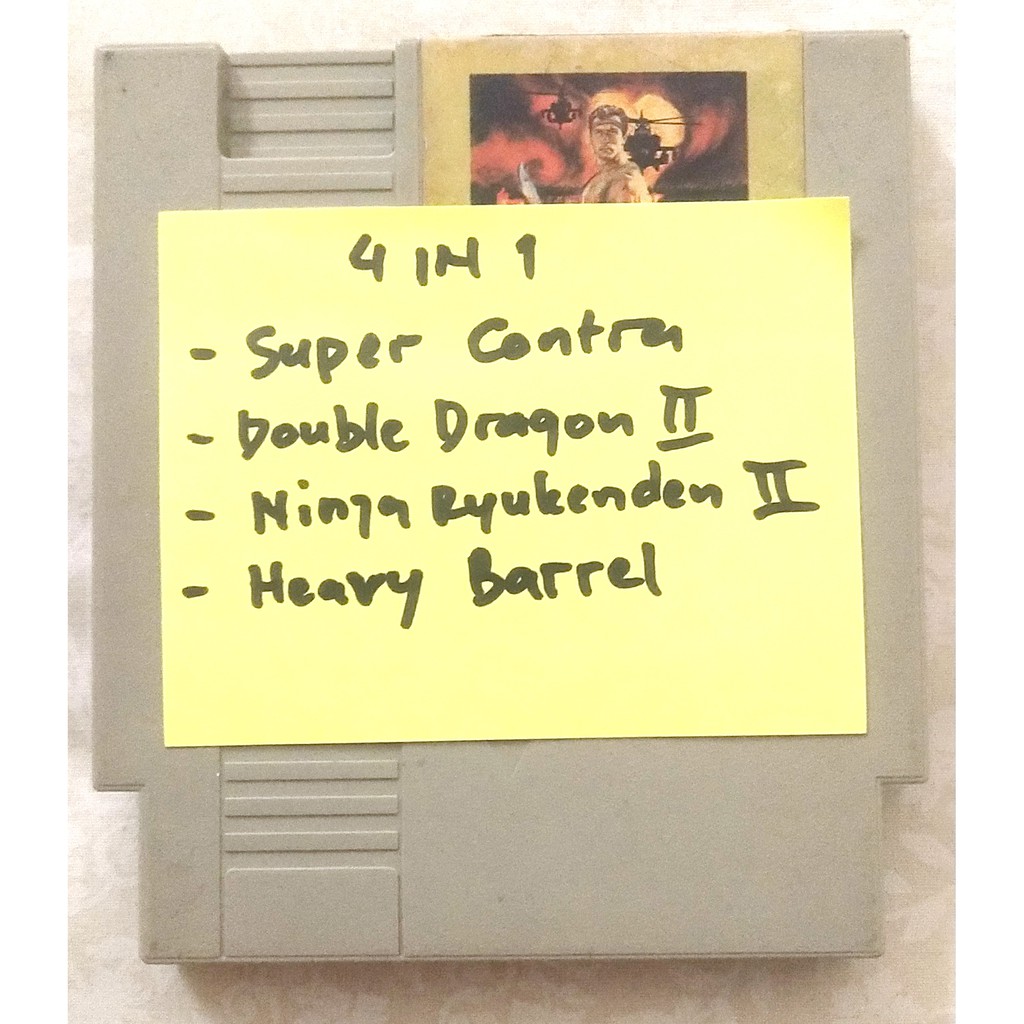 4 IN 1
- Super Contra
- Double Dragon II
- Ninja Ryukenden II
- Heavy Barrel